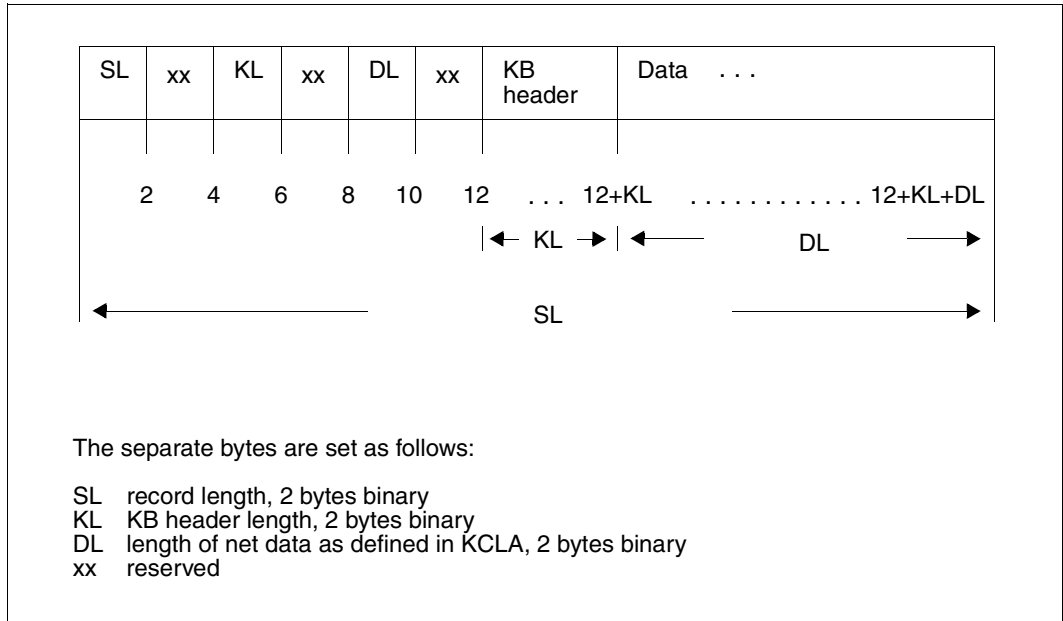 SL xx KL xx DL xx KB header Data . . .
2 4 6 8 10 12 . . . 12+KL . . . . . . . . . . . . 12+KL+DL
KL DL
SL
The separate bytes are set as follows:
SL record length, 2 bytes binary
KL KB header length, 2 bytes binary
DL length of net data as defined in KCLA, 2 bytes binary
xx reserved